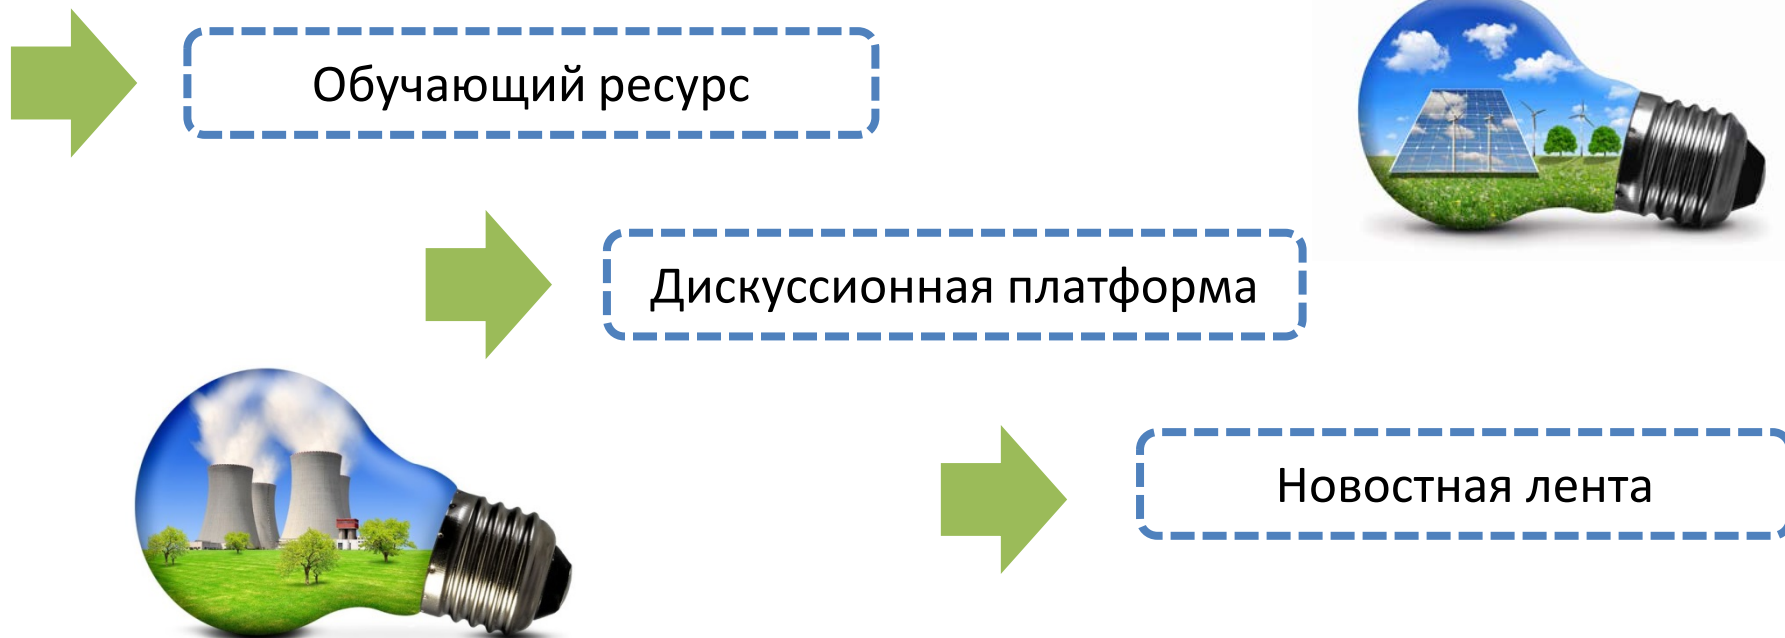 Обучающий ресурс
Дискуссионная платформа
Новостная лента